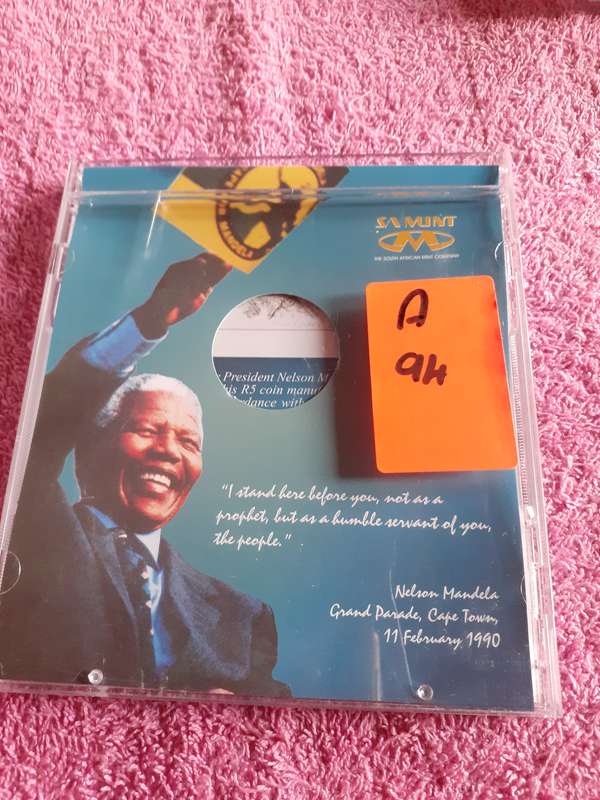 MANDELA
SA MINT
THE SOUTH AFRICAN MINT COMPANY
A
94
President Nelson M
is R5 coin manu
dance with
"I stand here before you, not as a
prophet, but as a humble servant of you,
the people."
Nelson Mandela
Grand Parade, Cape Town,
11 February 1990